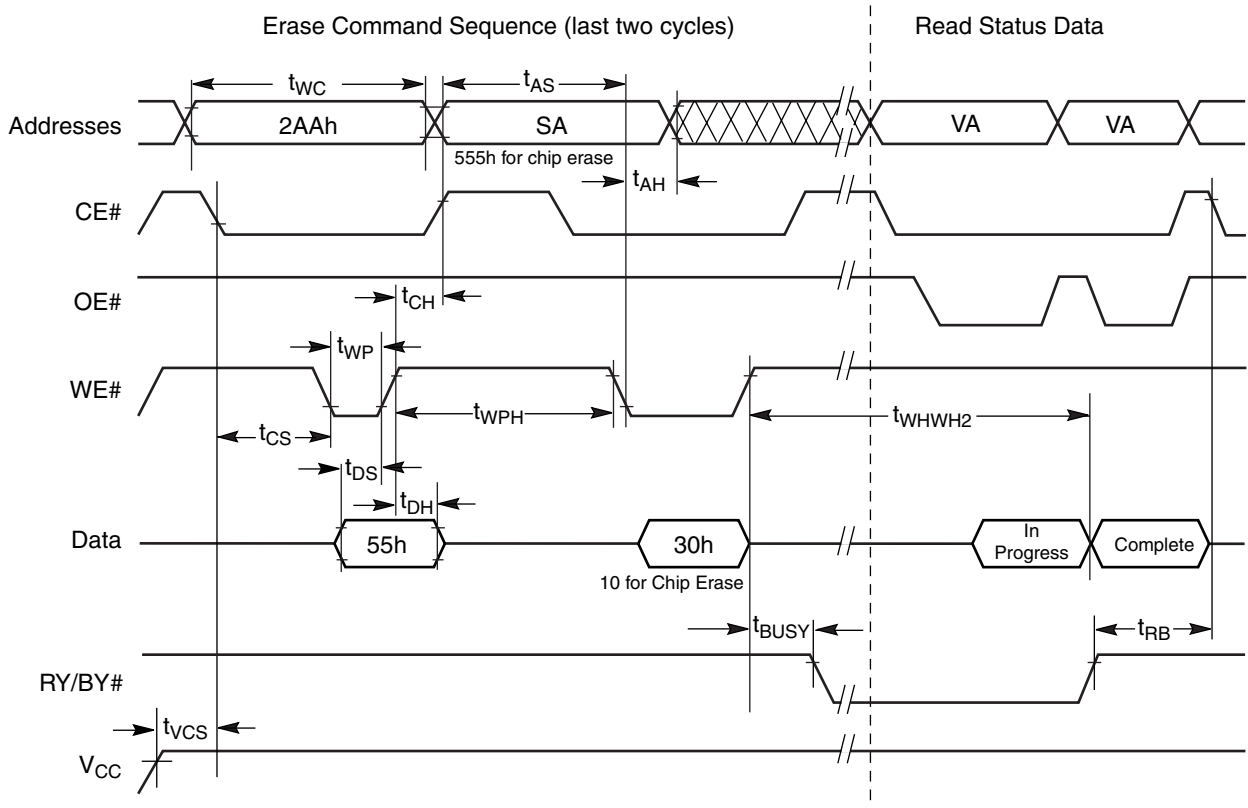 Erase Command Sequence (last two cycles) Read Status Data
tWC tAS
Addresses 2AAh SA VA VA
555h for chip erase
tAH
CE#
OE#
tCH
tWP
WE#
tWPH tWHWH2
tCS
tDS
tDH
Data 55h 30h In Progress Complete
10 for Chip Erase
tBUSY tRB
RY/BY#
tVCS
VCC